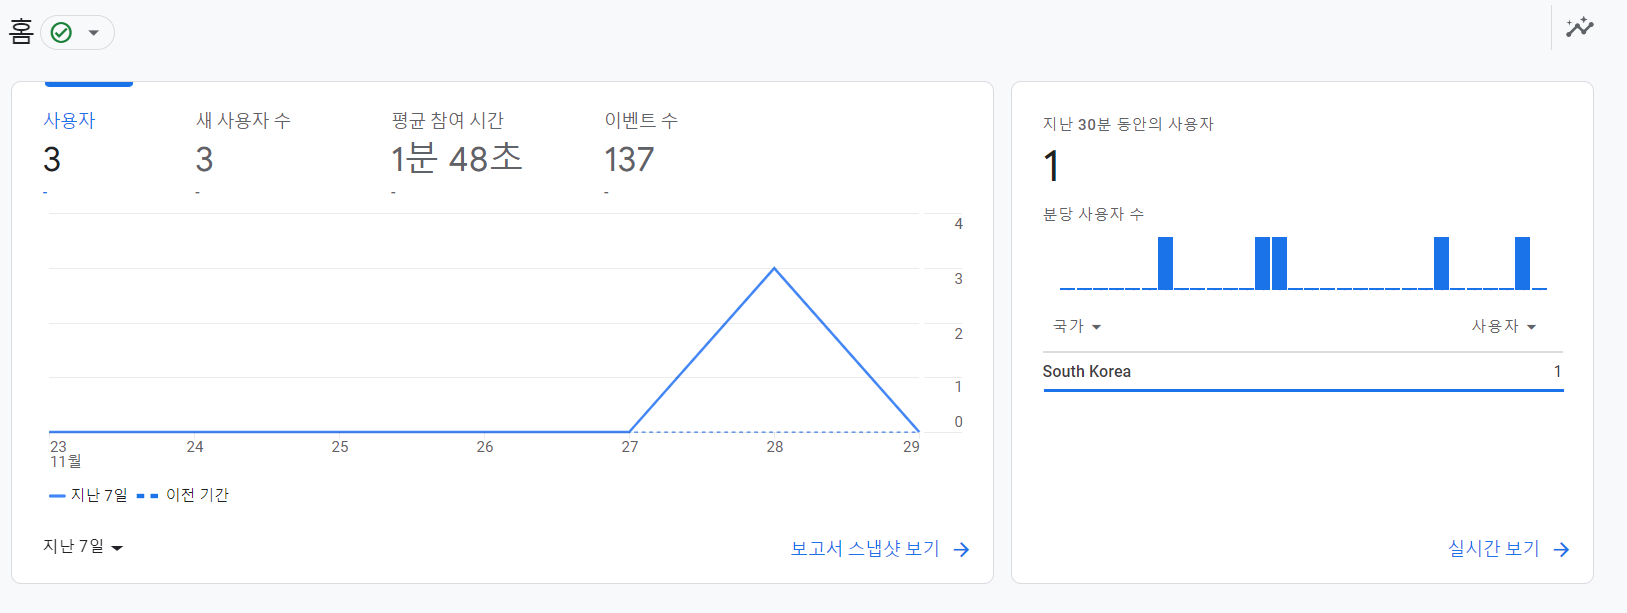 홈
사용자
3
-
새 사용자 수
3
-
평균 참여 시간
1분 48초
-
이벤트 수
137
-
4
3
2
1
0
23
11월
24
25
26
27
28
29
지난 7일
이전 기간
지난 7일
보고서 스냅샷 보기
지난 30분 동안의 사용자
1
분당 사용자 수
국가 사용자
South Korea 1
실시간 보기